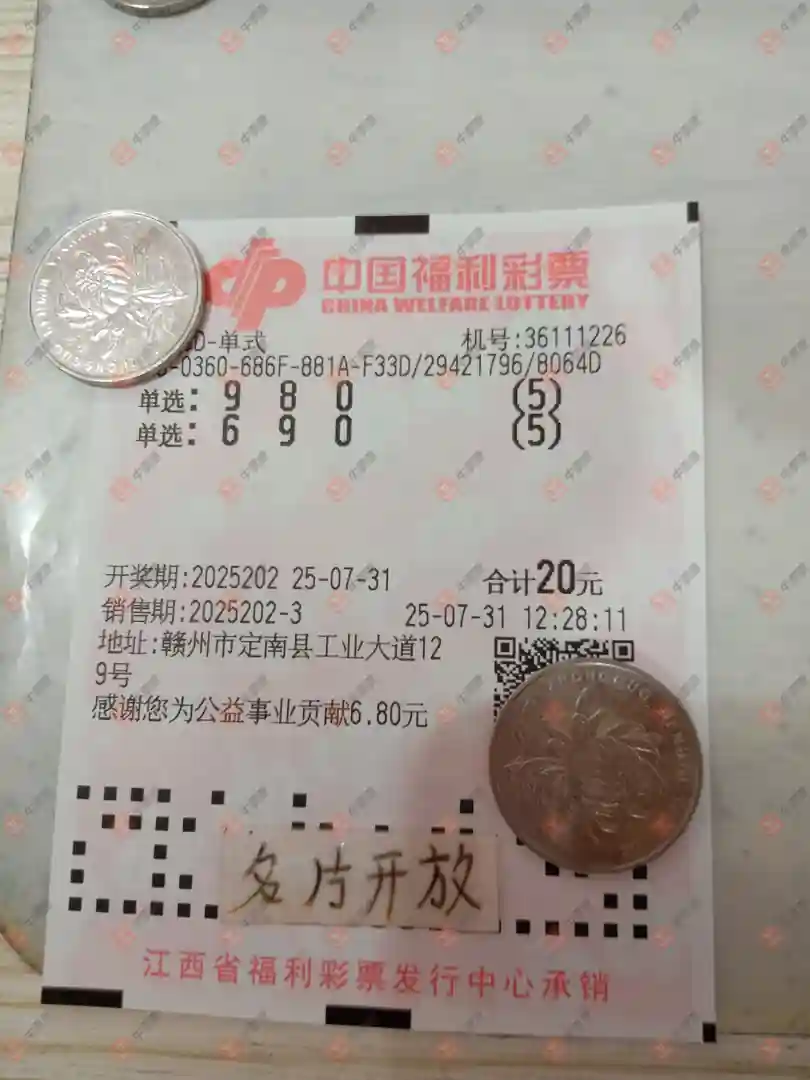 中国福利彩票
CHINA WELFARE LOTTERY
D-单式 机号:36111226
-0360-686F-881A-F33D/29421796/8064D
单选: 9 8 0 (5)
单选: 6 9 0 (5)
开奖期:2025202 25-07-31 合计20元
销售期:2025202-3 25-07-31 12:28:11
地址:赣州市定南县工业大道12
9号
感谢您为公益事业贡献6.80元
名片开放
江西省福利彩票发行中心承销